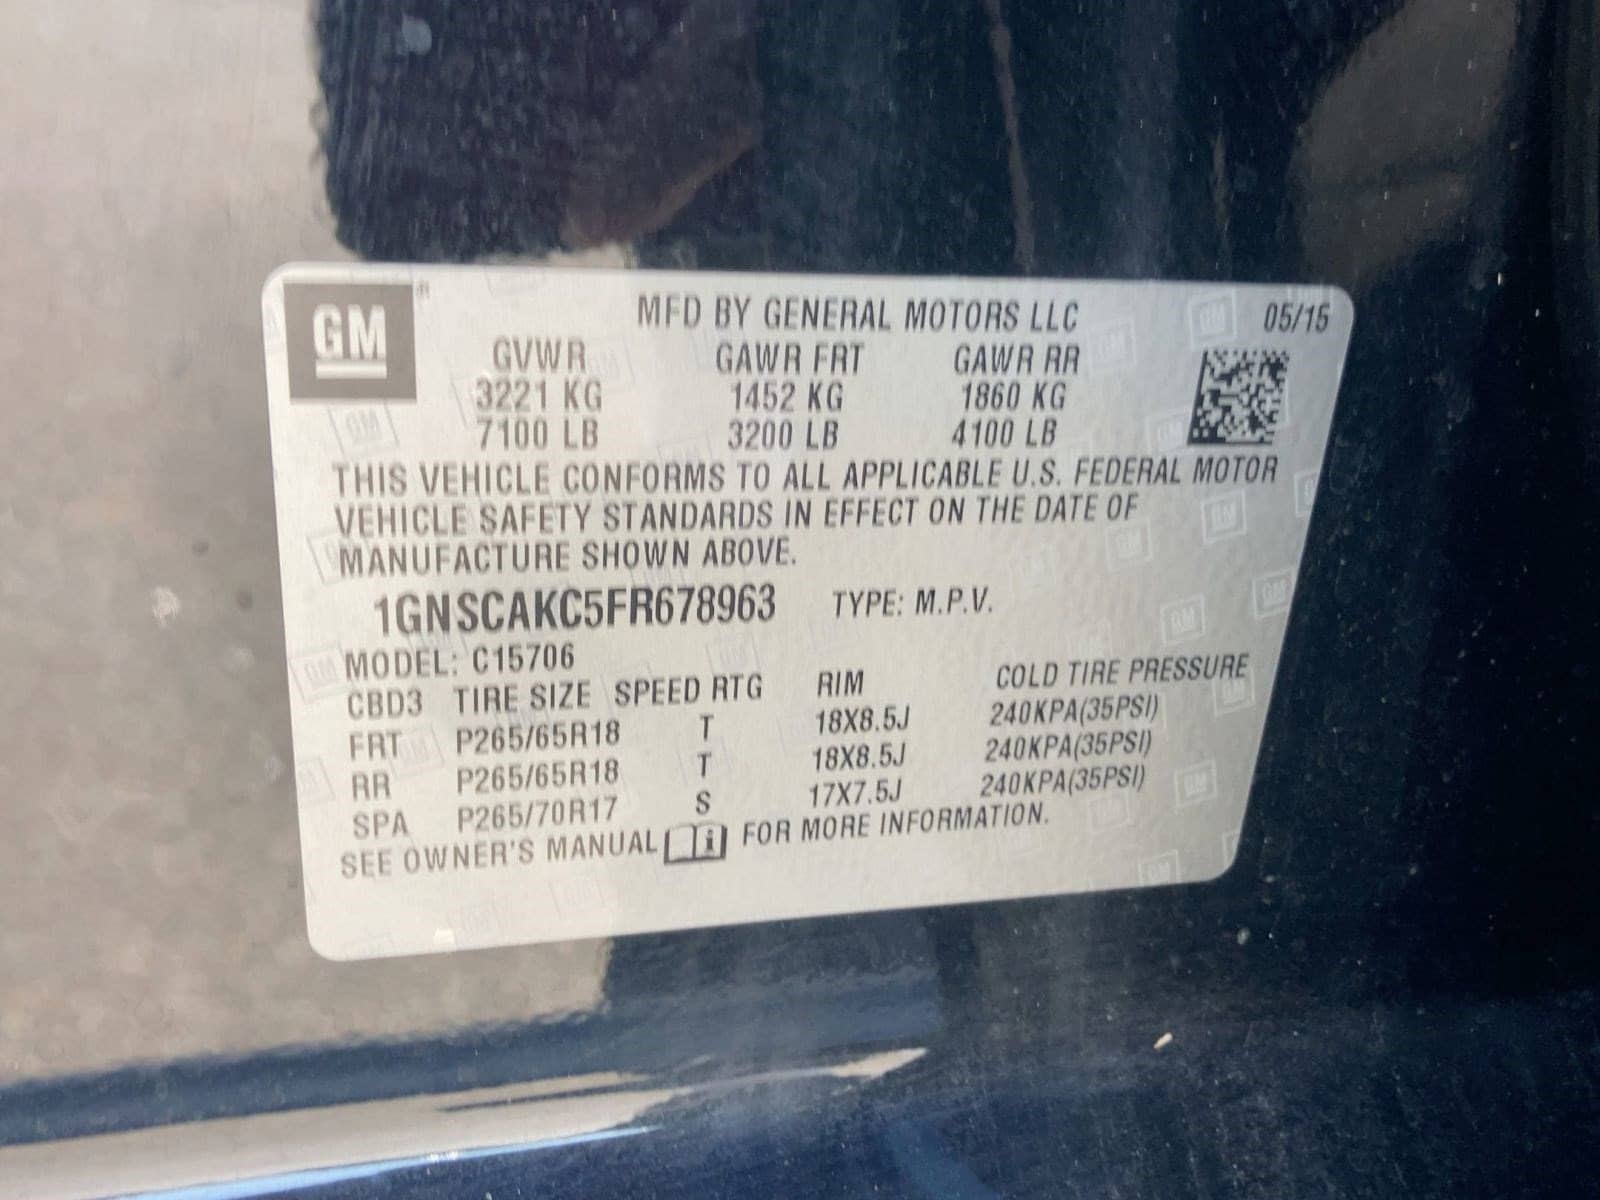 GM
MFD BY GENERAL MOTORS LLC 05/15
GVWR GAWR FRT GAWR RR
3221 KG 1452 KG 1860 KG
7100 LB 3200 LB 4100 LB
THIS VEHICLE CONFORMS TO ALL APPLICABLE U.S. FEDERAL MOTOR
VEHICLE SAFETY STANDARDS IN EFFECT ON THE DATE OF
MANUFACTURE SHOWN ABOVE.
1GNSCAKC5FR678963 TYPE: M.P.V.
MODEL: C15706
CBD3 TIRE SIZE SPEED RTG RIM COLD TIRE PRESSURE
FRT P265/65R18 T 18X8.5J 240KPA(35PSI)
RR P265/65R18 T 18X8.5J 240KPA(35PSI)
SPA P265/70R17 S 17X7.5J 240KPA(35PSI)
SEE OWNER'S MANUAL i FOR MORE INFORMATION.